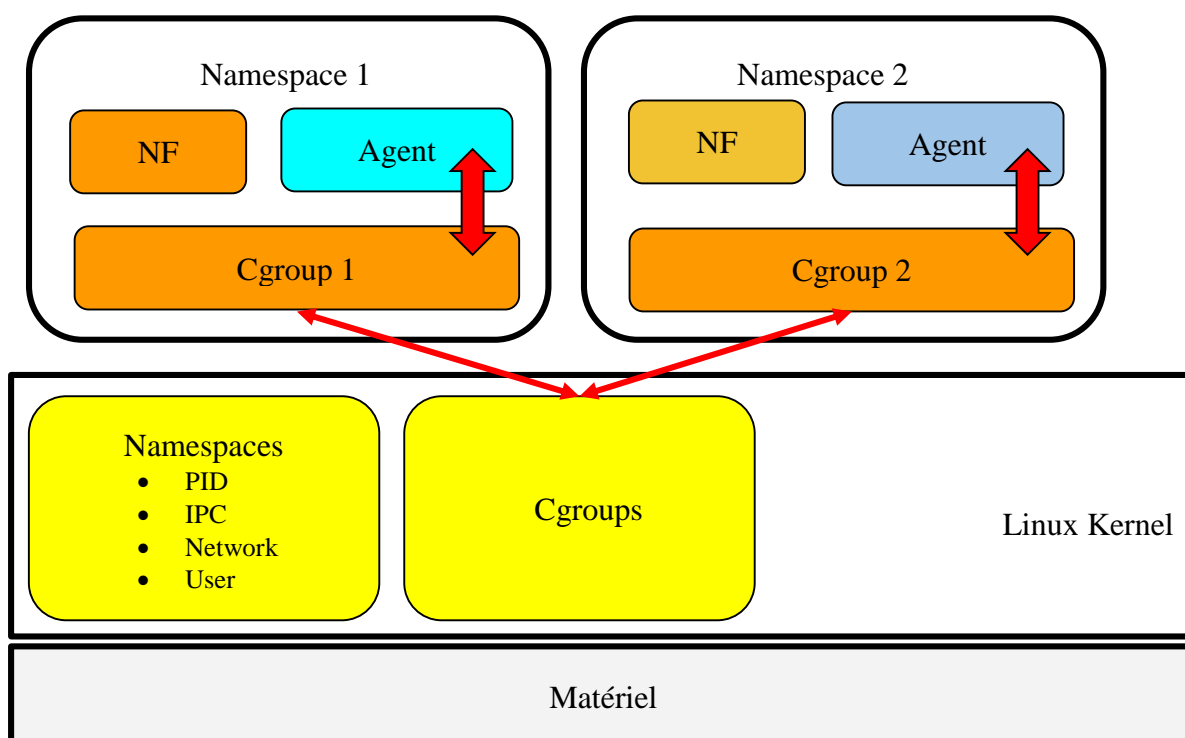 Namespace 1
NF
Agent
Cgroup 1
Namespace 2
NF
Agent
Cgroup 2
Namespaces
• PID
• IPC
• Network
• User
Cgroups
Linux Kernel
Matériel